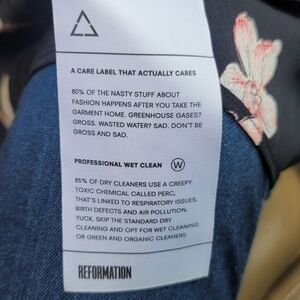 A CARE LABEL THAT ACTUALLY CARES
80% OF THE NASTY STUFF ABOUT
FASHION HAPPENS AFTER YOU TAKE THE
GARMENT HOME. GREENHOUSE GASES?
GROSS, WASTED WATER? SAD. DON'T BE
GROSS AND SAD.
PROFESSIONAL WET CLEAN W
85% OF DRY CLEANERS USE A CREEPY
TOXIC CHEMICAL CALLED PERC,
THAT'S LINKED TO RESPIRATORY ISSUES,
BIRTH DEFECTS AND AIR POLLUTION.
YUCK. SKIP THE STANDARD DRY
CLEANING AND OPT FOR WET CLEANING,
OR GREEN AND ORGANIC CLEANERS.
REFORMATION